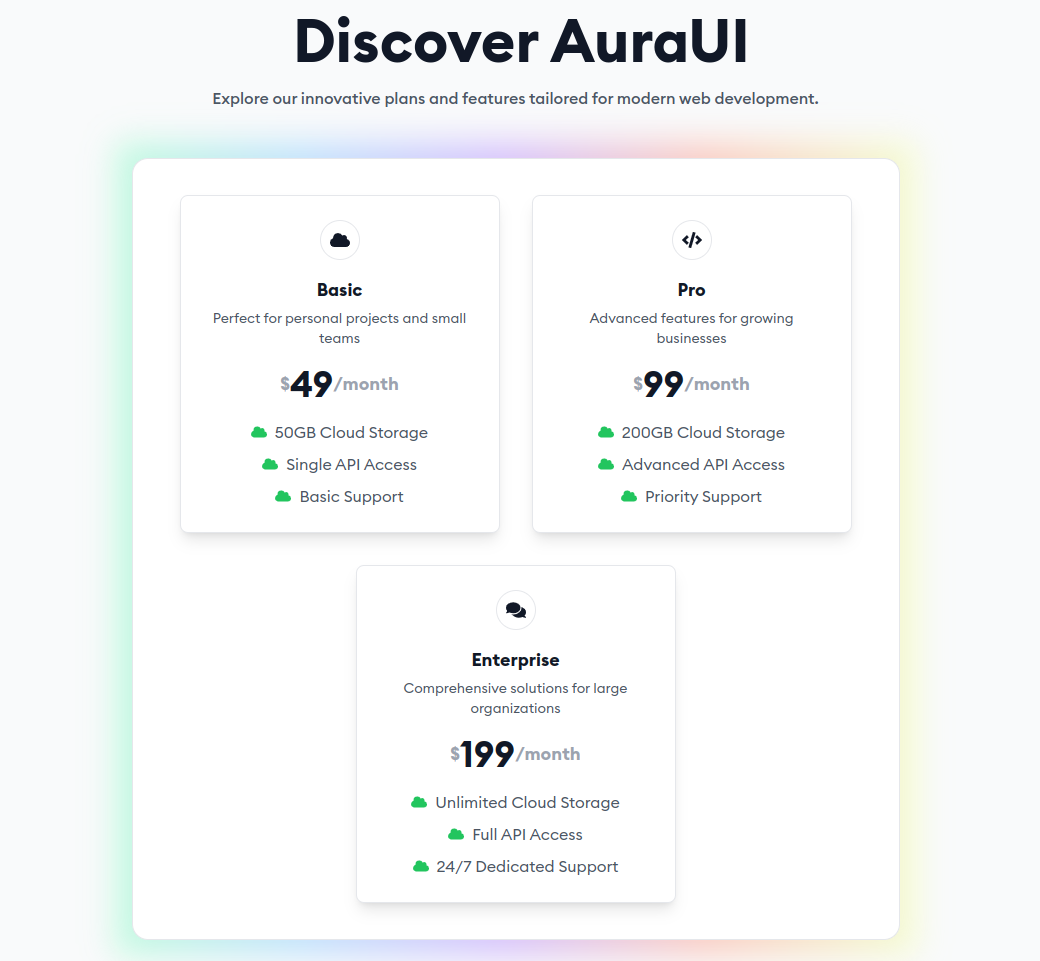 Discover AuraUI
Explore our innovative plans and features tailored for modern web development.
Basic
Perfect for personal projects and small
teams
$49/month
50GB Cloud Storage
Single API Access
Basic Support
Pro
Advanced features for growing
businesses
$99/month
200GB Cloud Storage
Advanced API Access
Priority Support
Enterprise
Comprehensive solutions for large
organizations
$199/month
Unlimited Cloud Storage
Full API Access
24/7 Dedicated Support